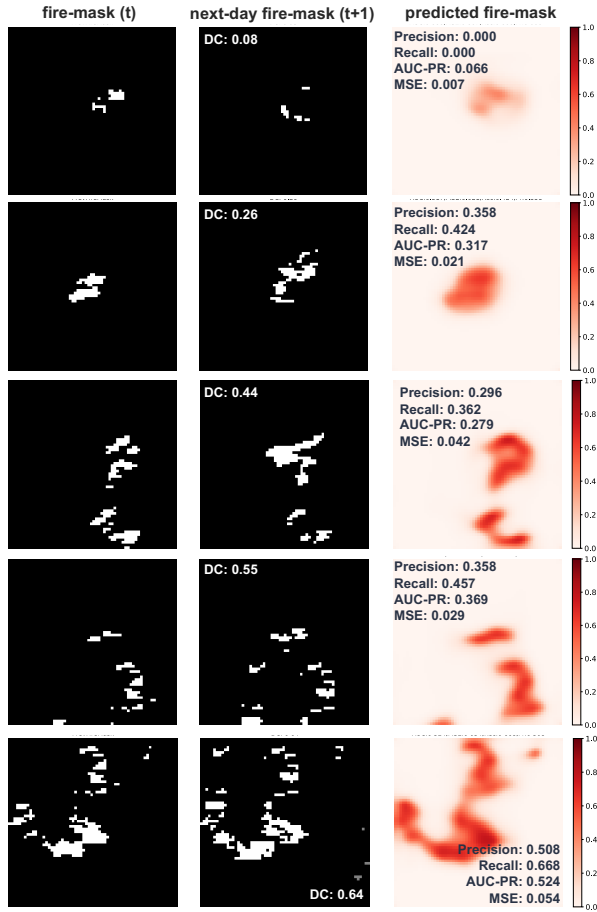 fire-mask (t) next-day fire-mask (t+1) predicted fire-mask
DC: 0.08
Precision: 0.000
Recall: 0.000
AUC-PR: 0.066
MSE: 0.007
1.0
0.8
0.6
0.4
0.2
0.0
DC: 0.26
Precision: 0.358
Recall: 0.424
AUC-PR: 0.317
MSE: 0.021
1.0
0.8
0.6
0.4
0.2
0.0
DC: 0.44
Precision: 0.296
Recall: 0.362
AUC-PR: 0.279
MSE: 0.042
1.0
0.8
0.6
0.4
0.2
0.0
DC: 0.55
Precision: 0.358
Recall: 0.457
AUC-PR: 0.369
MSE: 0.029
1.0
0.8
0.6
0.4
0.2
0.0
DC: 0.64
Precision: 0.508
Recall: 0.668
AUC-PR: 0.524
MSE: 0.054
1.0
0.8
0.6
0.4
0.2
0.0